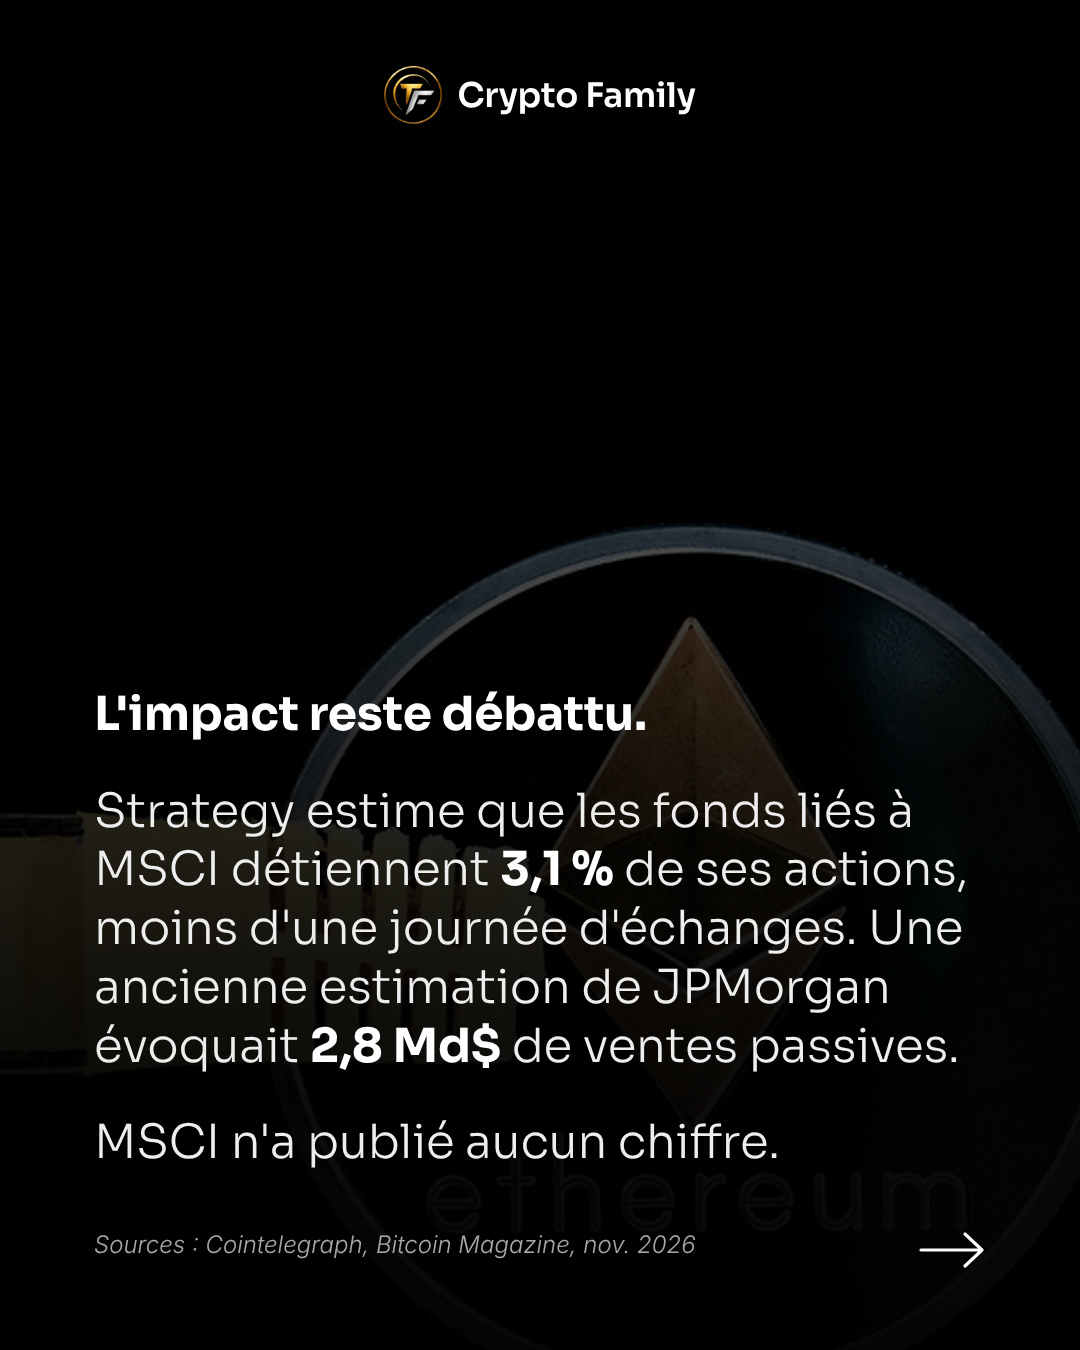 TF Crypto Family
L'impact reste débattu.
Strategy estime que les fonds liés à
MSCI détiennent 3,1 % de ses actions,
moins d'une journée d'échanges. Une
ancienne estimation de JPMorgan
évoquait 2,8 Md$ de ventes passives.
MSCI n'a publié aucun chiffre.
ethereum
Sources : Cointelegraph, Bitcoin Magazine, nov. 2026